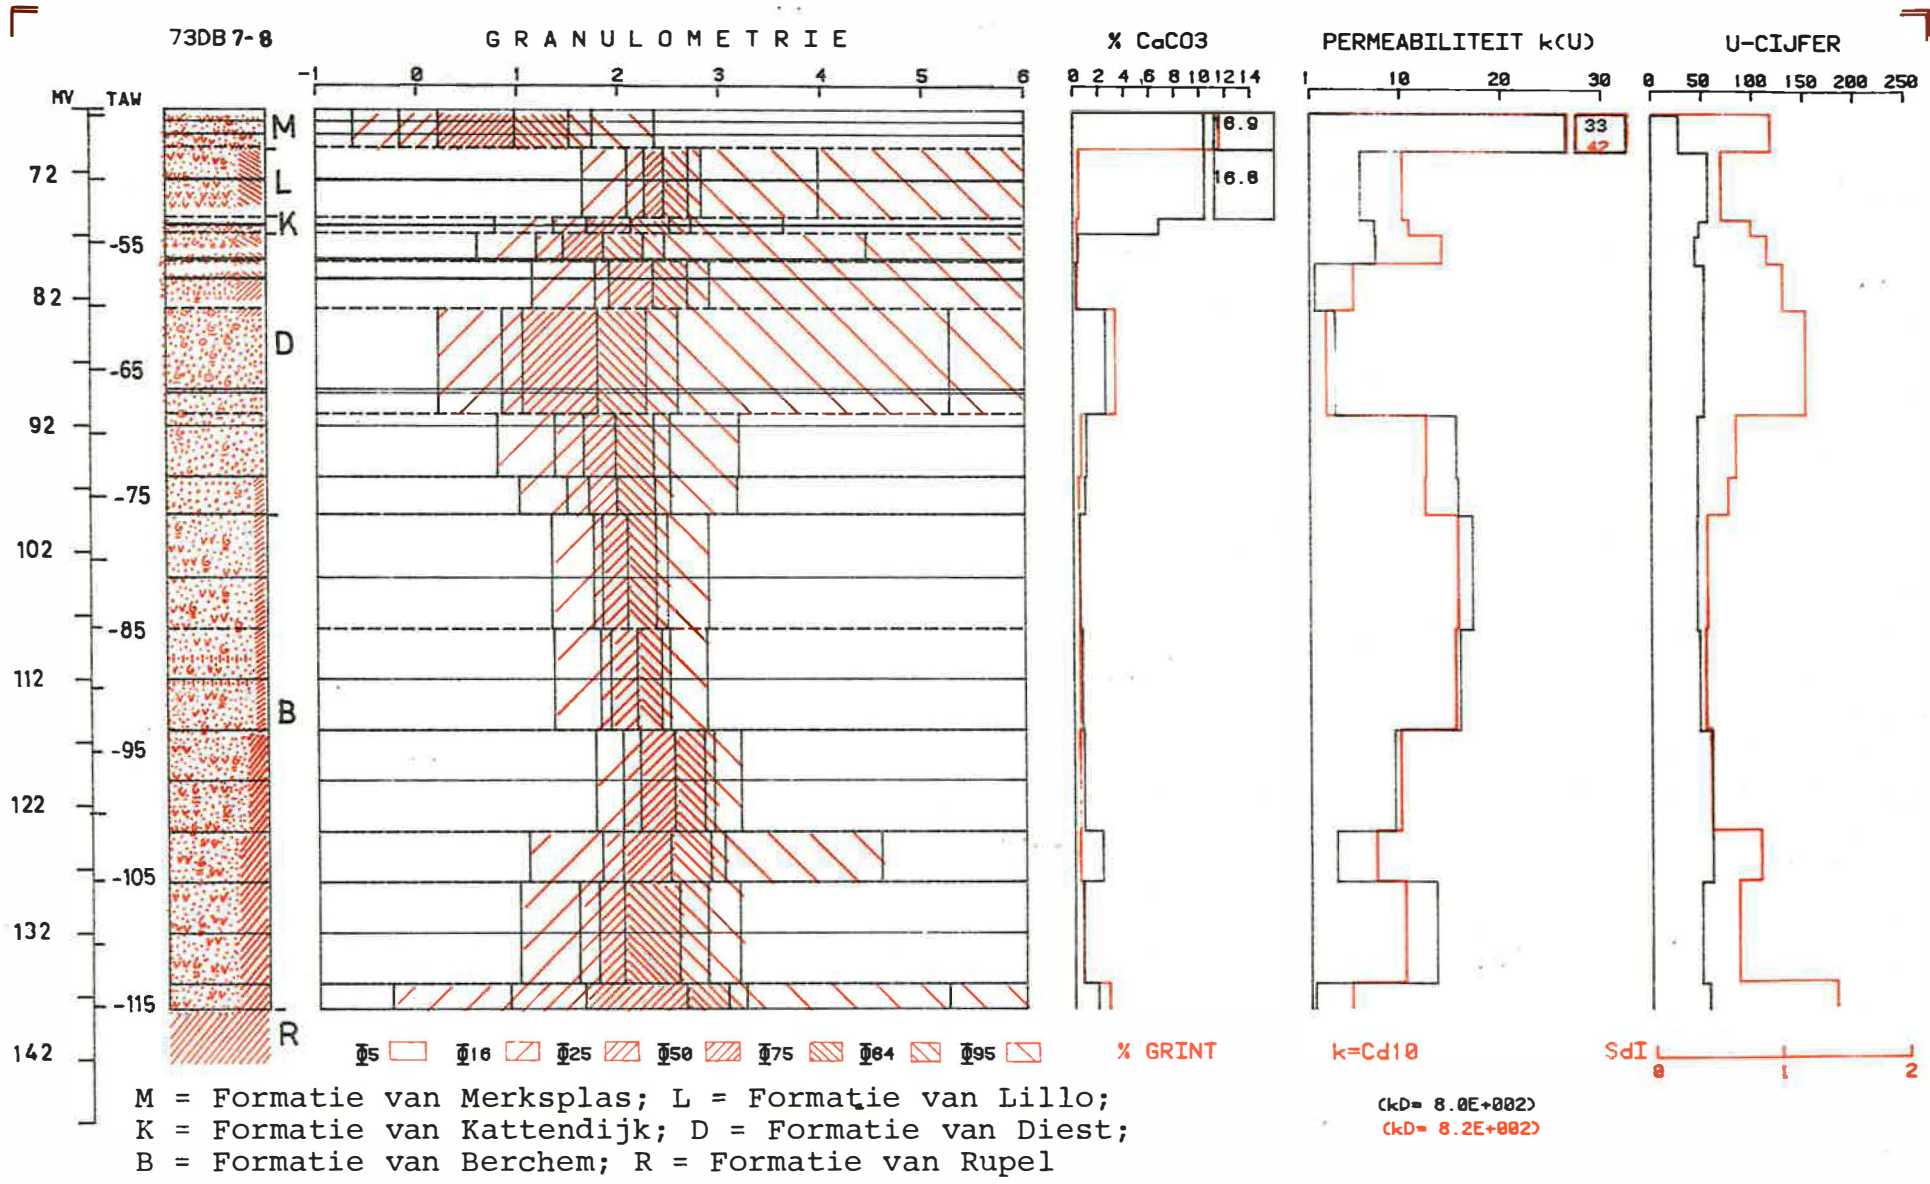 73DB7-8 G R A N U L O M E T R I E % CaCO3 PERMEABILITEIT k(U) U-CIJFER
-1 0 1 2 3 4 5 6 0 2 4 6 8 10 12 14 1 10 20 30 0 50 100 150 200 250
MV TAW
M 16.9 33
42
72 L 16.8
K
-55
82
D
-65
92
-75
102
-85
112
B
-95
122
-105
132
-115
R
142
Φ5 Φ16 Φ25 Φ50 Φ75 Φ84 Φ95 % GRINT k=Cd10 SdI
0 1 2
M = Formatie van Merksplas; L = Formatie van Lillo;
(kD= 8.0E+002)
K = Formatie van Kattendijk; D = Formatie van Diest;
(kD= 8.2E+002)
B = Formatie van Berchem; R = Formatie van Rupel